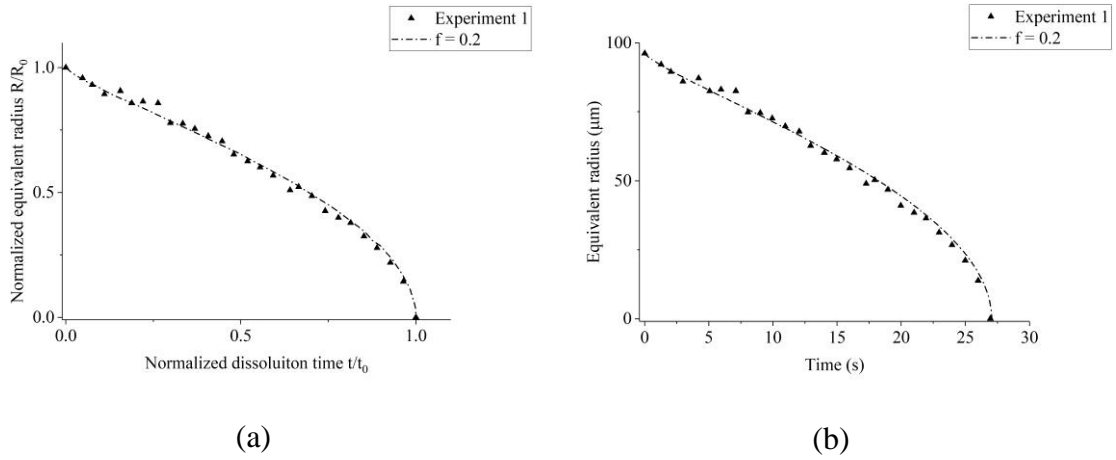 Experiment 1
f = 0.2
Normalized equivalent radius R/R₀
1.0
0.5
0.0
0.0
0.5
1.0
Normalized dissoluiton time t/t₀
(a)
Experiment 1
f = 0.2
Equivalent radius (μm)
100
50
0
0
5
10
15
20
25
30
Time (s)
(b)